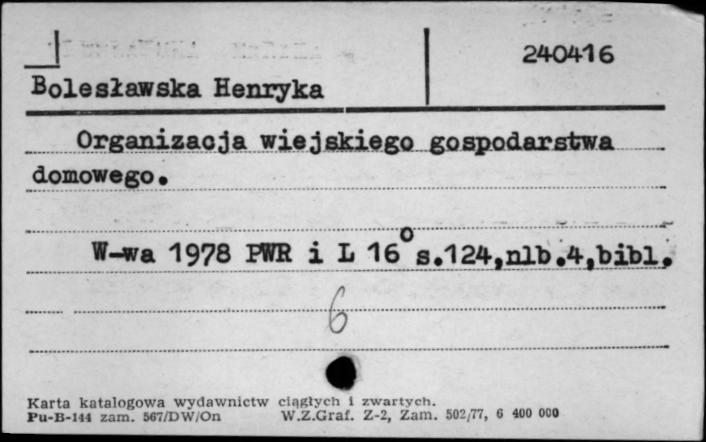 240416
Bolesławska Henryka
Organizacja wiejskiego gospodarstwa
domowego.
W-wa 1978 PWR i L 16° s.124,nlb.4,bibl.
6
Karta katalogowa wydawnictw ciągłych i zwartych.
Pu-B-144 zam. 567/DW/On W.Z.Graf. Z-2, Zam. 502/77, 6 400 000